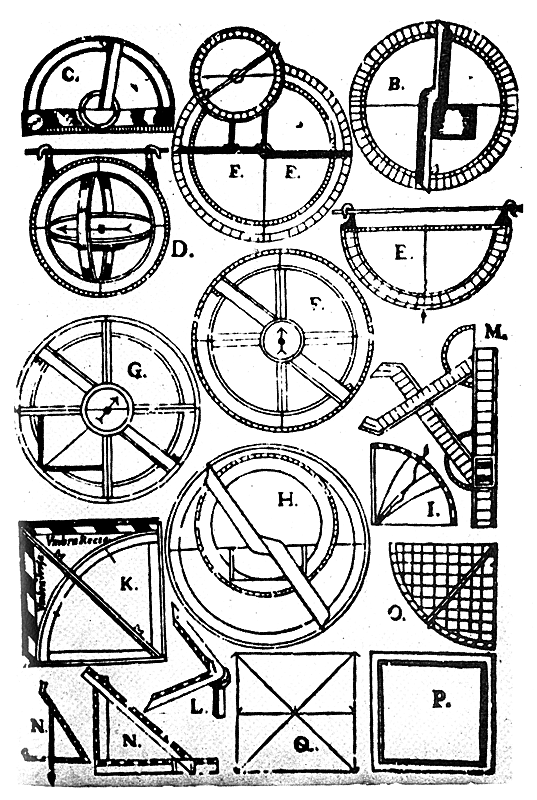 C.
B.
F. F.
D.
E.
F.
G.
M.
H.
I.
Vmbra Recta
K.
O.
L.
N.
N.
Q.
P.